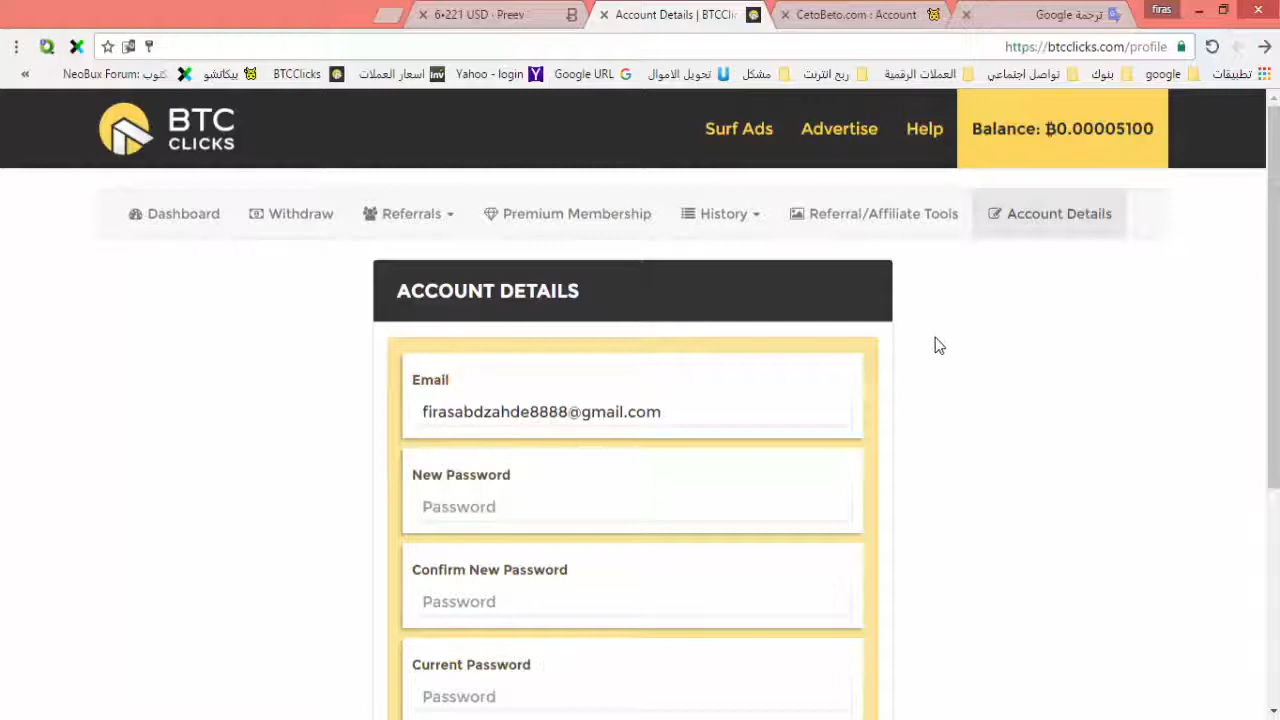 6•221 USD - Preev
Account Details | BTCCli
CetoBeto.com : Account
ترجمة Google
firas
https://btcclicks.com/profile
« NeoBux Forum: كتوب بيكاتشو BTCClicks اسعار العملات Yahoo - login Google URL تحويل الاموال مشكل ربح انترنت العملات الرقمية تواصل اجتماعي بنوك google تطبيقات
BTC CLICKS
Surf Ads Advertise Help Balance: ₿0.00005100
Dashboard Withdraw Referrals Premium Membership History Referral/Affiliate Tools Account Details
ACCOUNT DETAILS
Email
firasabdzahde8888@gmail.com
New Password
Password
Confirm New Password
Password
Current Password
Password